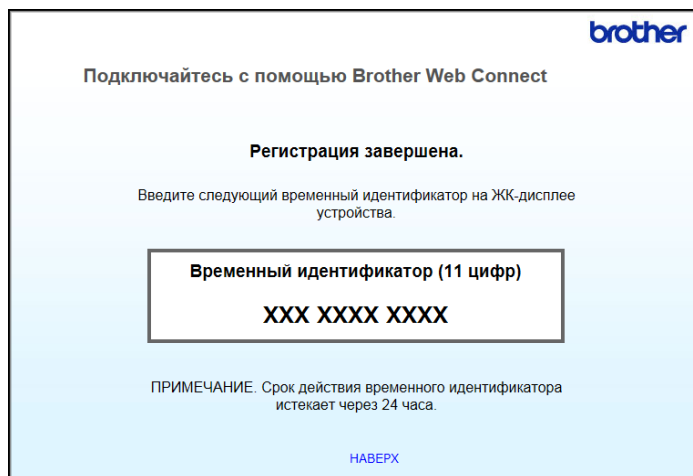 brother
Подключайтесь с помощью Brother Web Connect
Регистрация завершена.
Введите следующий временный идентификатор на ЖК-дисплее
устройства.
Временный идентификатор (11 цифр)
XXX XXXX XXXX
ПРИМЕЧАНИЕ. Срок действия временного идентификатора
истекает через 24 часа.
НАВЕРХ